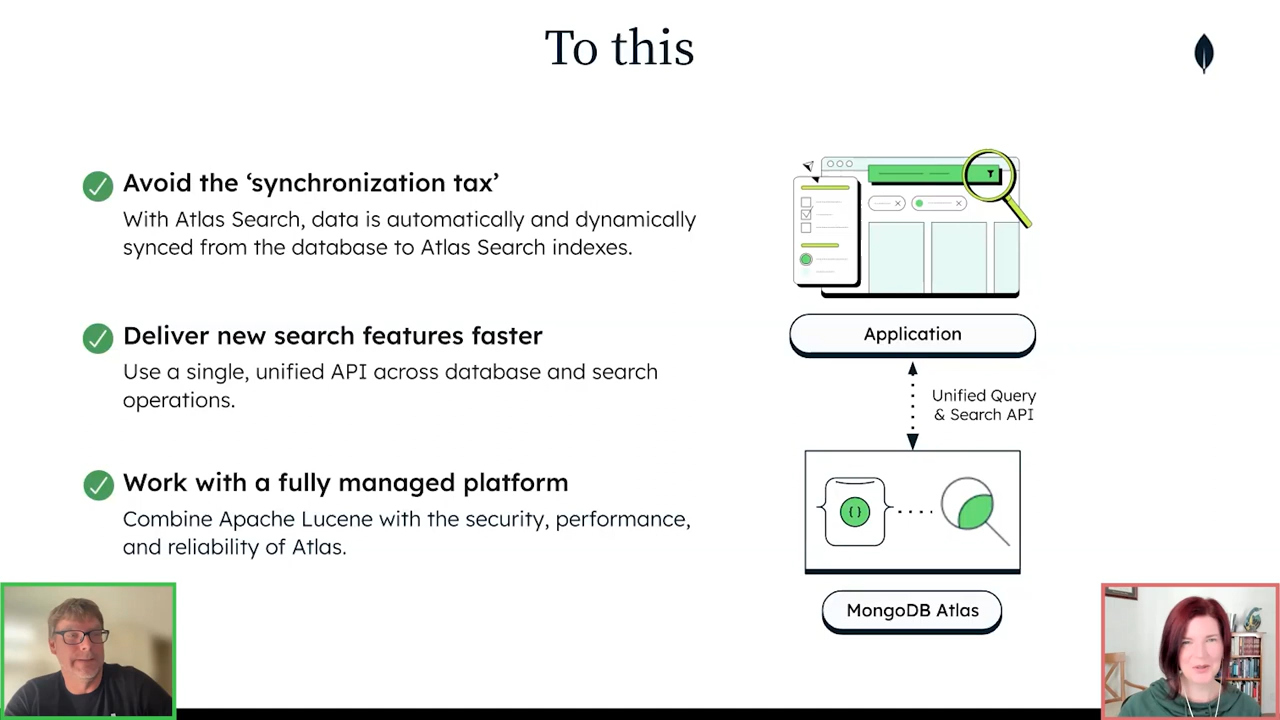 To this
Avoid the ‘synchronization tax’
With Atlas Search, data is automatically and dynamically
synced from the database to Atlas Search indexes.
Deliver new search features faster
Use a single, unified API across database and search
operations.
Work with a fully managed platform
Combine Apache Lucene with the security, performance,
and reliability of Atlas.
Application
Unified Query
& Search API
{ }
MongoDB Atlas